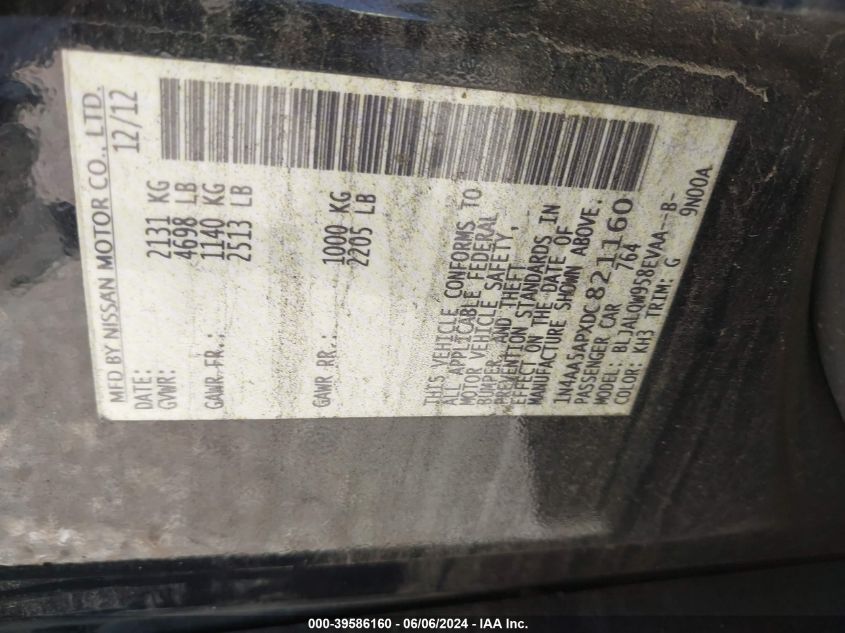 MFD BY NISSAN MOTOR CO., LTD.
DATE: 12/12
GVWR: 2131 KG
4698 LB
GAWR FR.: 1140 KG
2513 LB
GAWR RR.: 1000 KG
2205 LB
THIS VEHICLE CONFORMS TO
ALL APPLICABLE FEDERAL
MOTOR VEHICLE SAFETY,
BUMPER, AND THEFT
PREVENTION STANDARDS IN
EFFECT ON THE DATE OF
MANUFACTURE SHOWN ABOVE.
1N4AA5APXDC821160
PASSENGER CAR 764
MODEL: BLJALQW958EVAA--B-
COLOR: KH3 TRIM: G 9N00A
000-39586160 - 06/06/2024 - IAA Inc.